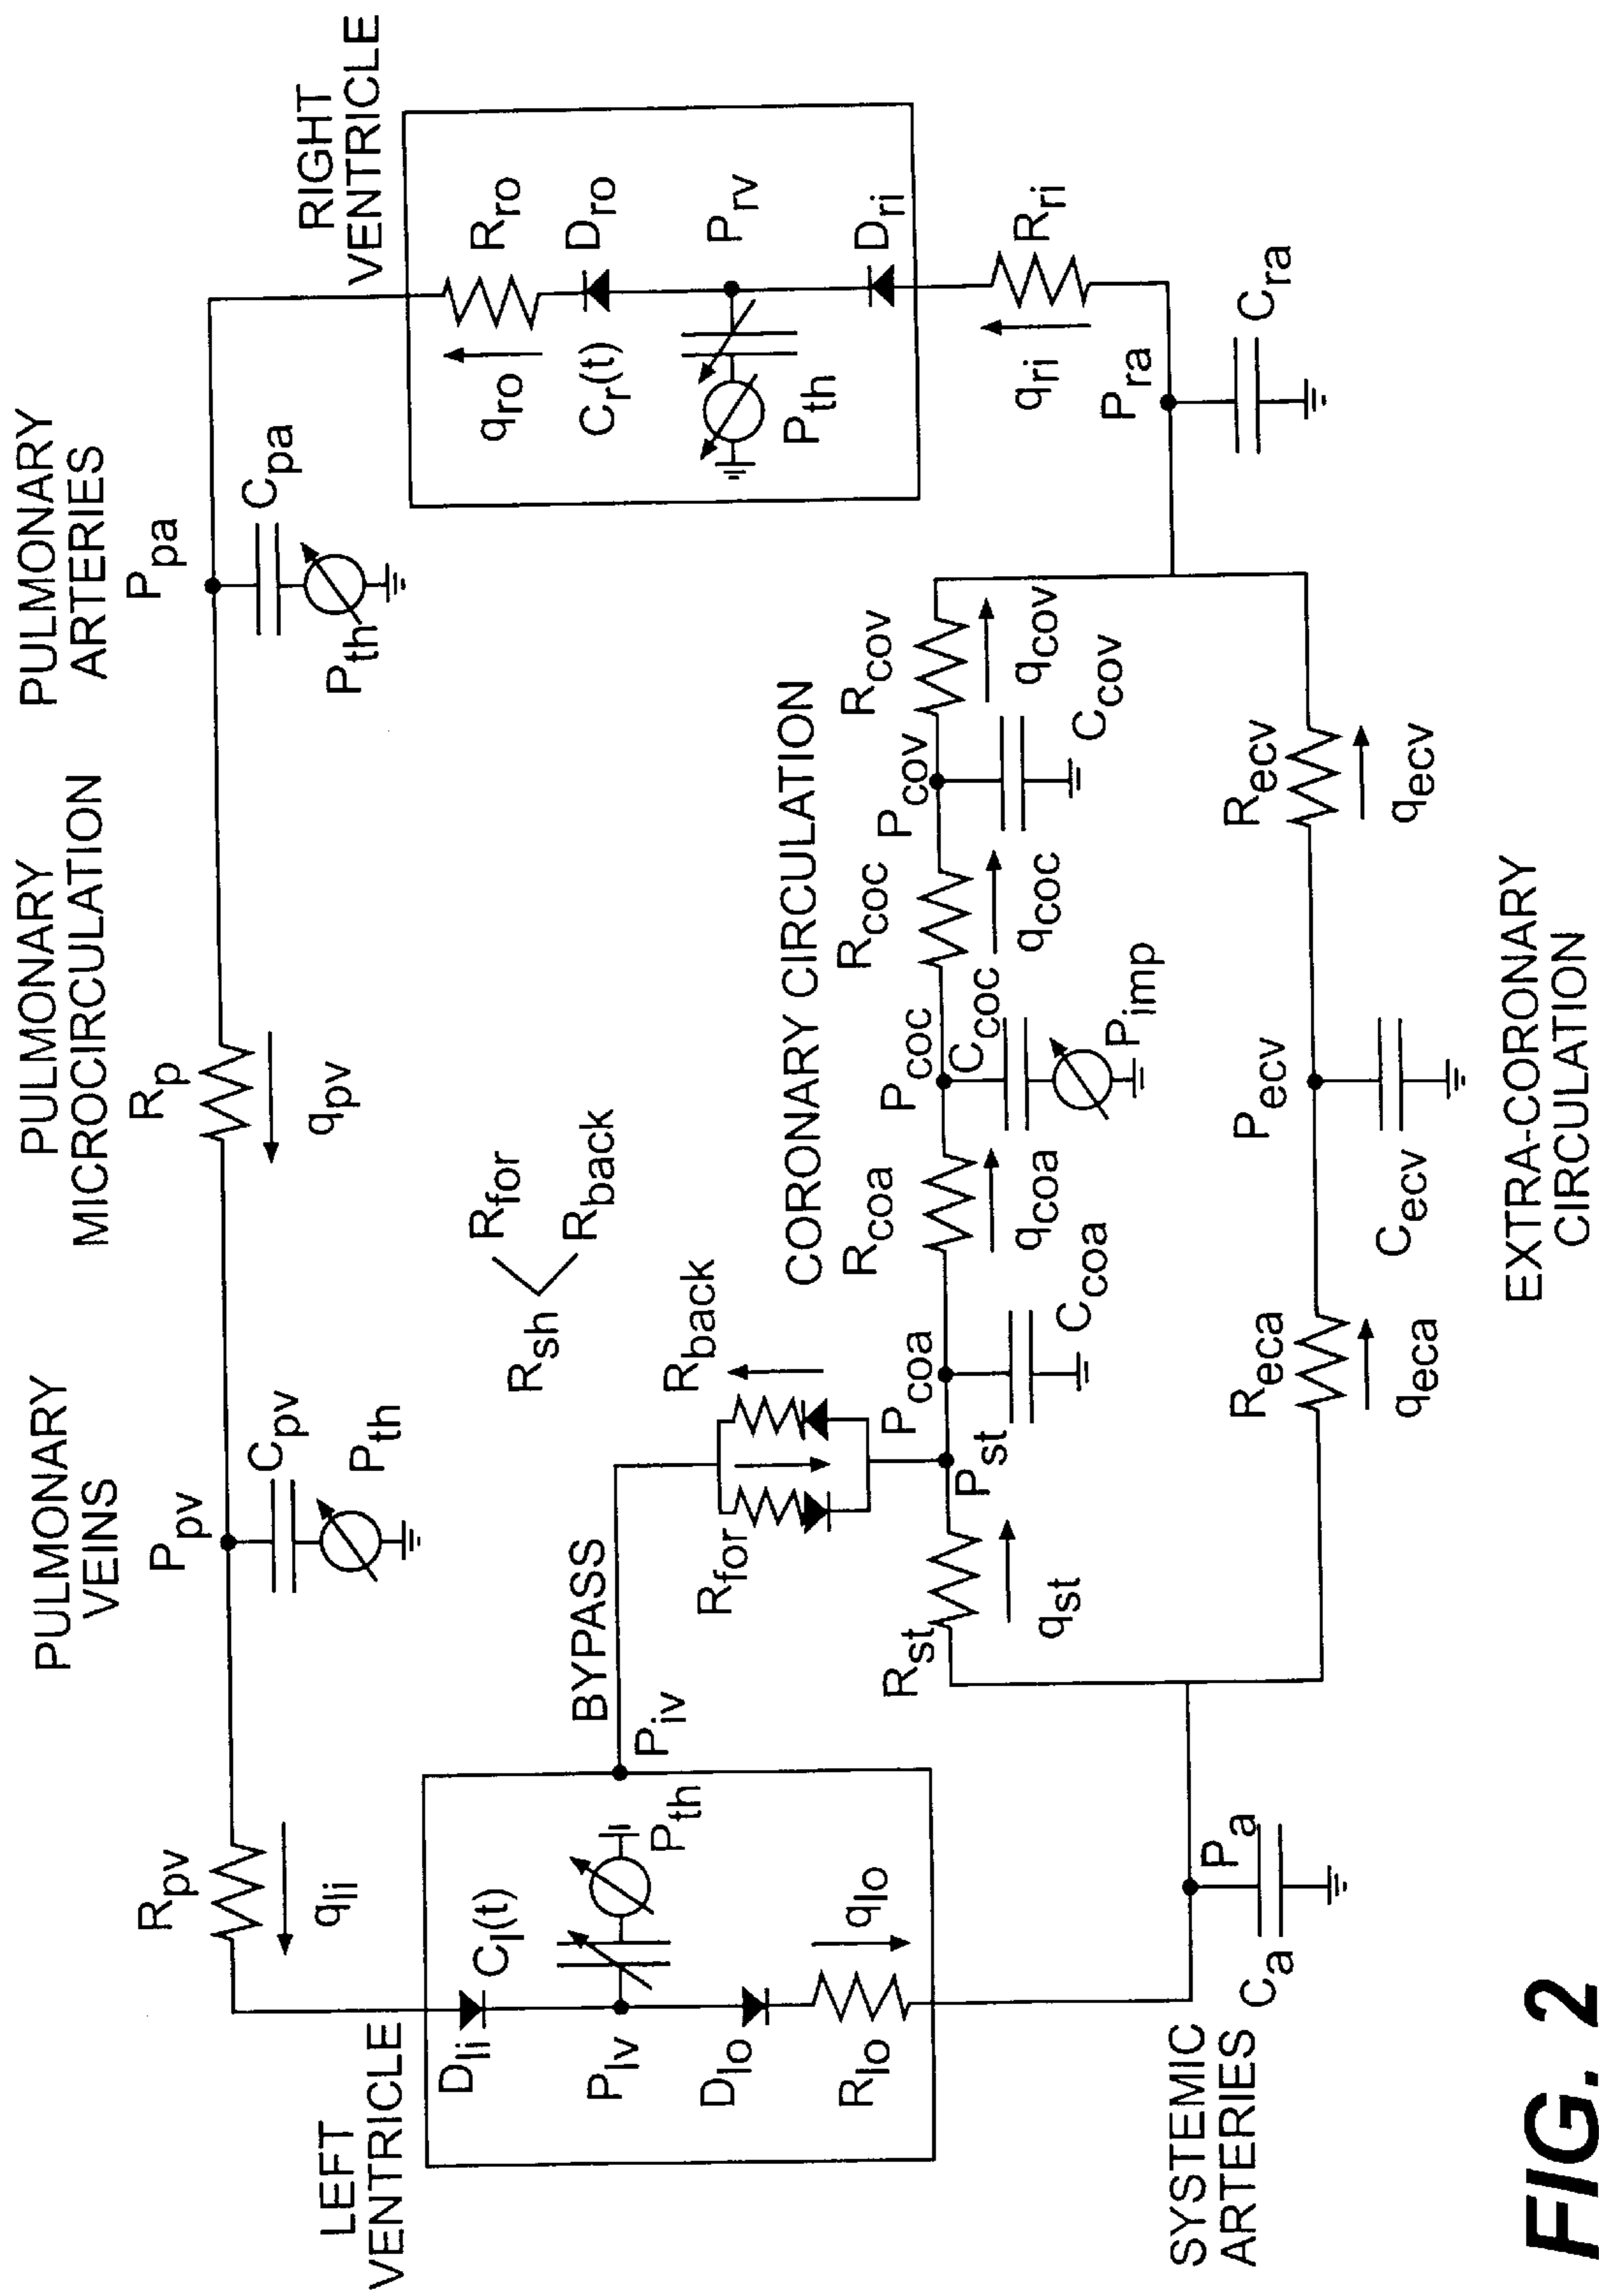 PULMONARY
VEINS
PULMONARY
MICROCIRCULATION
PULMONARY
ARTERIES
Rpv
qli
Ppv
Cpv
Pth
Rp
qpv
Ppa
Cpa
Pth
LEFT
VENTRICLE
Dli
Cl(t)
Plv
Pth
Dlo
Rlo
qlo
Piv
BYPASS
Rfor
Rback
Rsh
Rfor
Rback
RIGHT
VENTRICLE
Rro
qro
Dro
Cr(t)
Prv
Pth
Dri
Rri
qri
Pra
Cra
CORONARY CIRCULATION
Rst
qst
Pst
Pcoa
Ccoa
Rcoa
qcoa
Pcoc
Ccoc
Pimp
Rcoc
qcoc
Pcov
Ccov
Rcov
qcov
SYSTEMIC
ARTERIES
Pa
Ca
Reca
qeca
Pecv
Cecv
Recv
qecv
EXTRA-CORONARY
CIRCULATION
FIG. 2